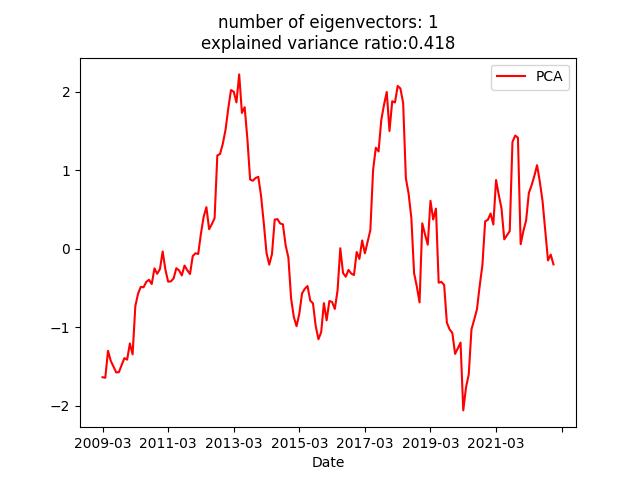 number of eigenvectors: 1
explained variance ratio:0.418
PCA
2
1
0
−1
−2
2009-03 2011-03 2013-03 2015-03 2017-03 2019-03 2021-03
Date